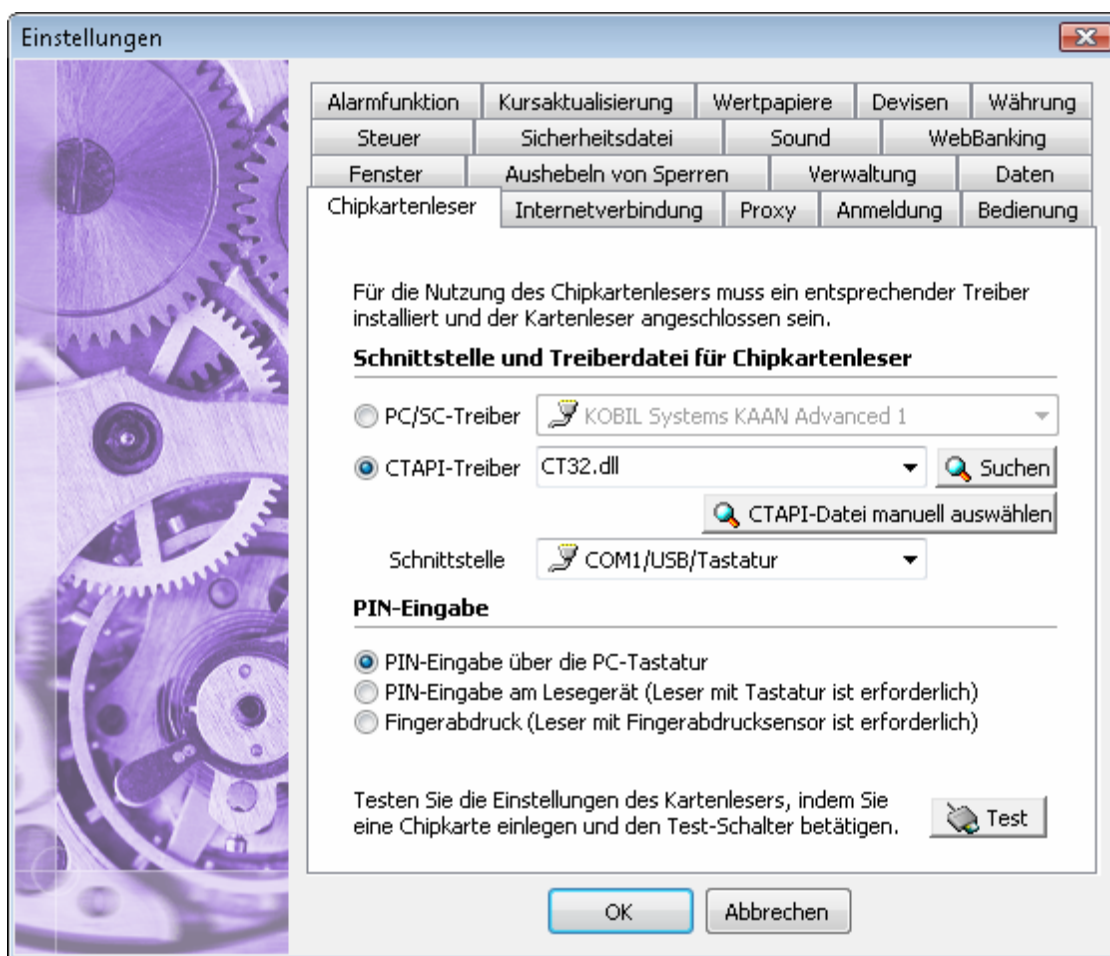 Einstellungen
Alarmfunktion Kursaktualisierung Wertpapiere Devisen Währung
Steuer Sicherheitsdatei Sound WebBanking
Fenster Aushebeln von Sperren Verwaltung Daten
Chipkartenleser Internetverbindung Proxy Anmeldung Bedienung
Für die Nutzung des Chipkartenlesers muss ein entsprechender Treiber
installiert und der Kartenleser angeschlossen sein.
Schnittstelle und Treiberdatei für Chipkartenleser
PC/SC-Treiber KOBIL Systems KAAN Advanced 1
CTAPI-Treiber CT32.dll Suchen
CTAPI-Datei manuell auswählen
Schnittstelle COM1/USB/Tastatur
PIN-Eingabe
PIN-Eingabe über die PC-Tastatur
PIN-Eingabe am Lesegerät (Leser mit Tastatur ist erforderlich)
Fingerabdruck (Leser mit Fingerabdrucksensor ist erforderlich)
Testen Sie die Einstellungen des Kartenlesers, indem Sie
eine Chipkarte einlegen und den Test-Schalter betätigen. Test
OK Abbrechen